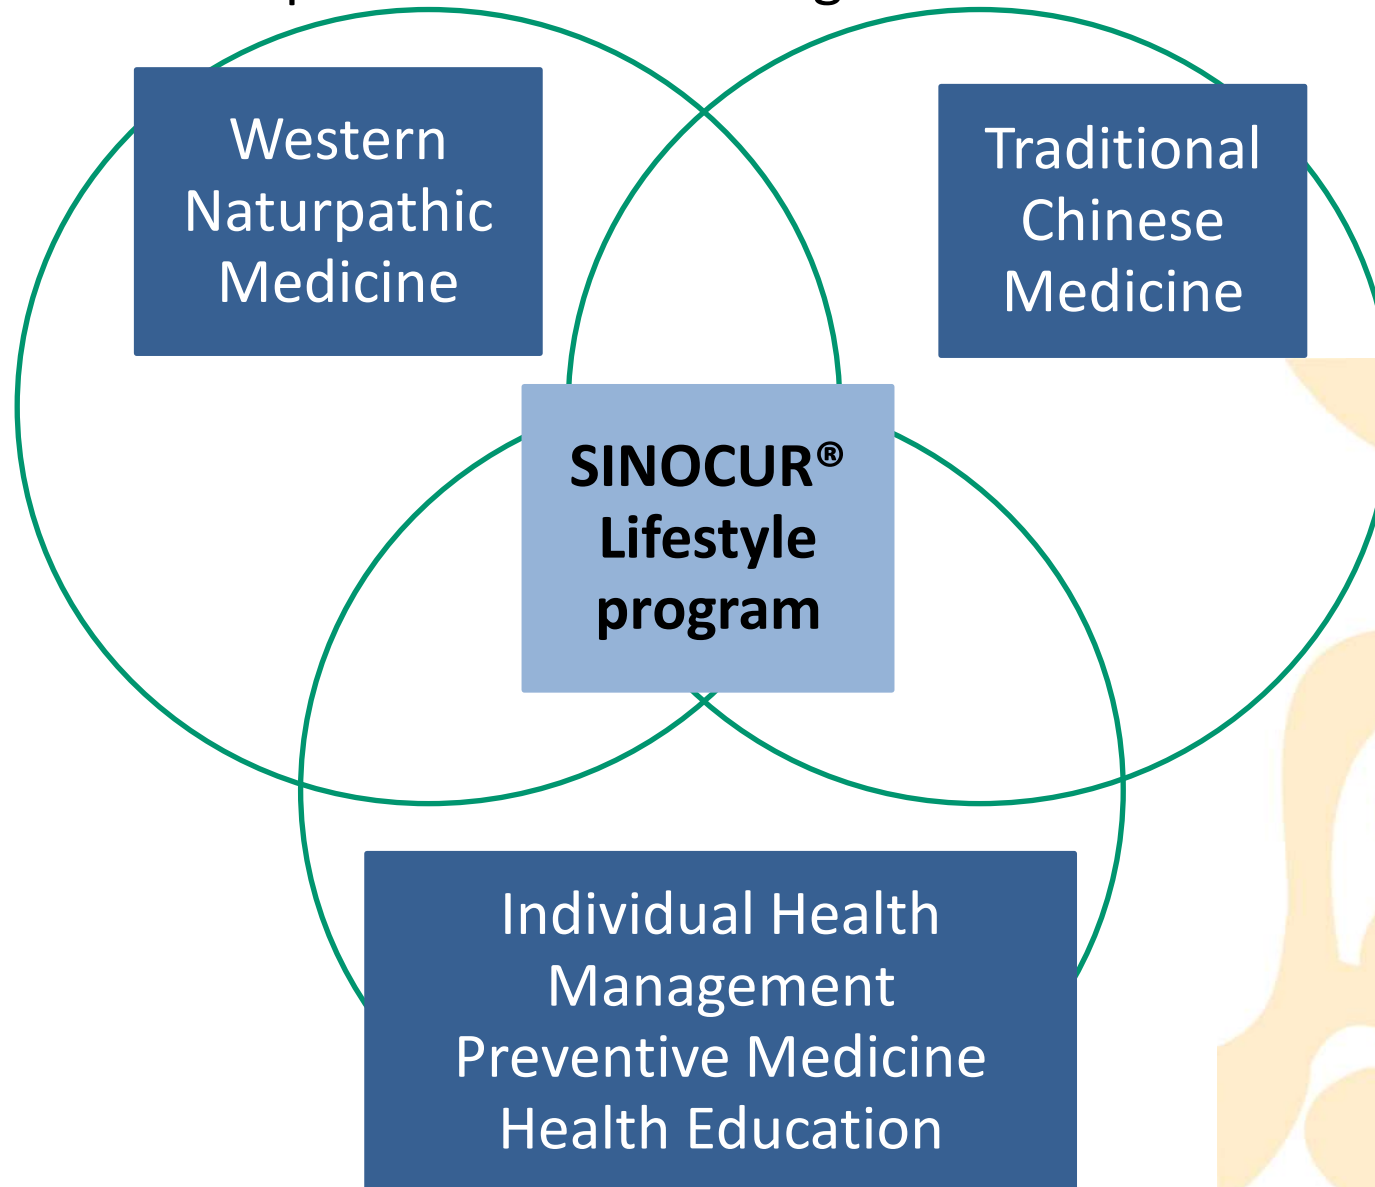 Western
Naturpathic
Medicine
Traditional
Chinese
Medicine
SINOCUR®
Lifestyle
program
Individual Health
Management
Preventive Medicine
Health Education